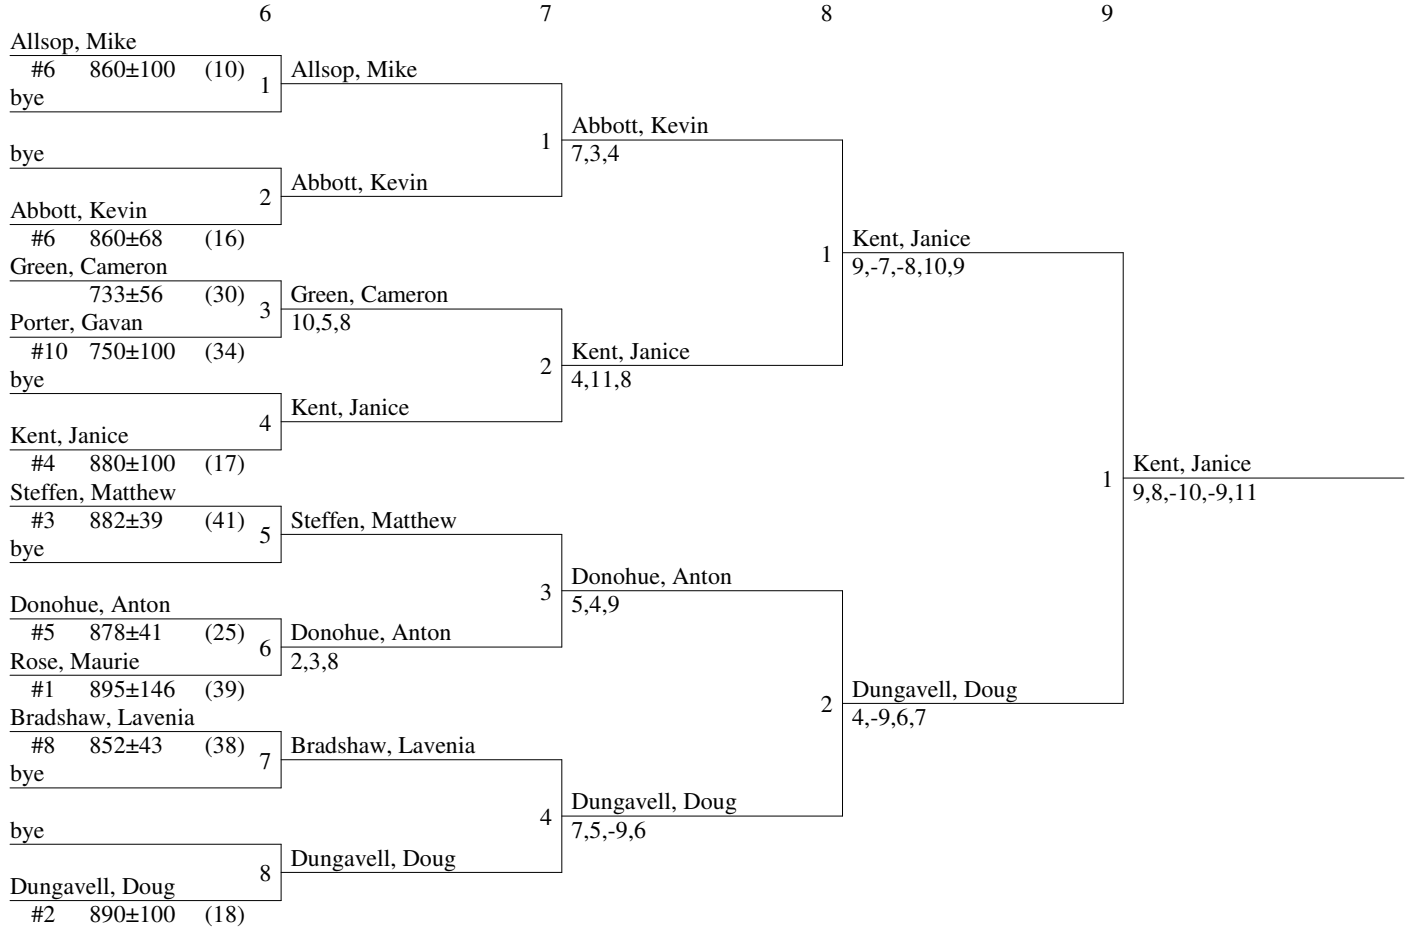 6 7 8 9
Allsop, Mike
#6 860±100 (10) 1 Allsop, Mike
bye
1 Abbott, Kevin
7,3,4
bye
2 Abbott, Kevin
Abbott, Kevin
#6 860±68 (16)
1 Kent, Janice
9,-7,-8,10,9
Green, Cameron
733±56 (30) 3 Green, Cameron
10,5,8
Porter, Gavan
#10 750±100 (34)
2 Kent, Janice
4,11,8
bye
4 Kent, Janice
Kent, Janice
#4 880±100 (17)
1 Kent, Janice
9,8,-10,-9,11
Steffen, Matthew
#3 882±39 (41) 5 Steffen, Matthew
bye
3 Donohue, Anton
5,4,9
Donohue, Anton
#5 878±41 (25) 6 Donohue, Anton
2,3,8
Rose, Maurie
#1 895±146 (39)
2 Dungavell, Doug
4,-9,6,7
Bradshaw, Lavenia
#8 852±43 (38) 7 Bradshaw, Lavenia
bye
4 Dungavell, Doug
7,5,-9,6
bye
8 Dungavell, Doug
Dungavell, Doug
#2 890±100 (18)